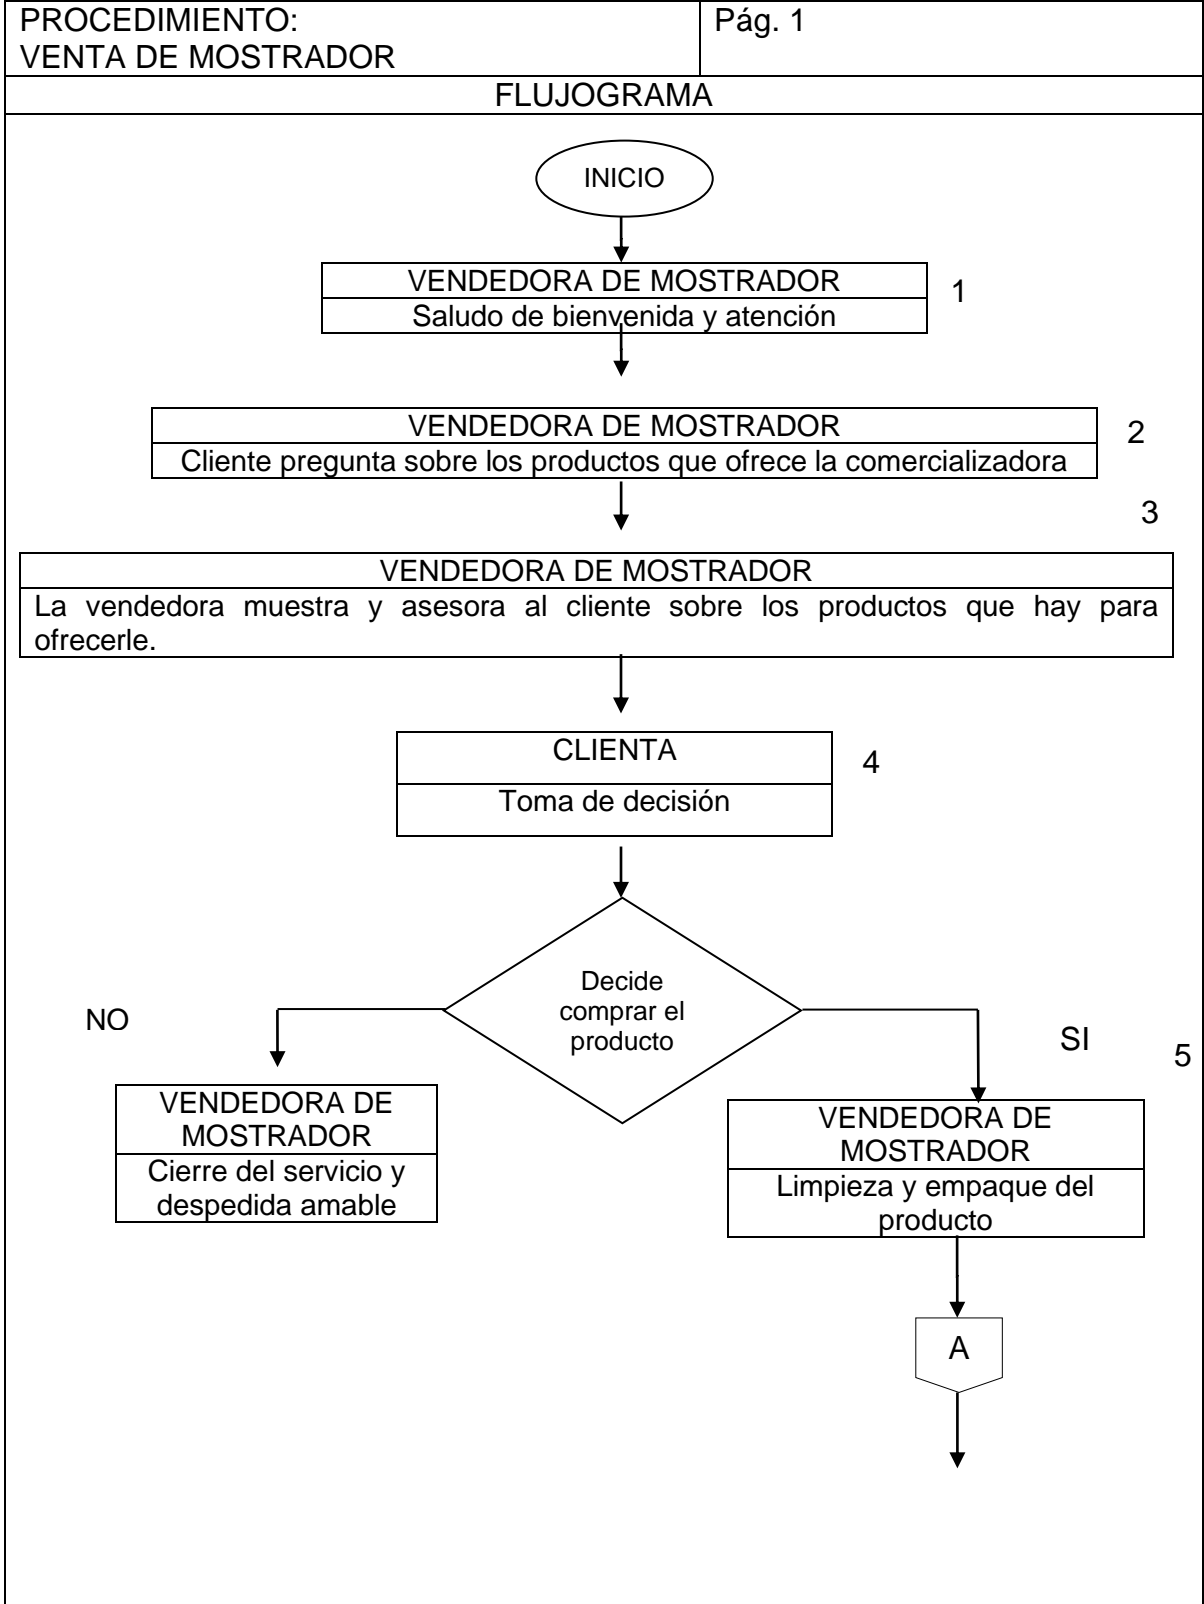 PROCEDIMIENTO:
VENTA DE MOSTRADOR
Pág. 1
FLUJOGRAMA
INICIO
VENDEDORA DE MOSTRADOR
1
Saludo de bienvenida y atención
VENDEDORA DE MOSTRADOR
2
Cliente pregunta sobre los productos que ofrece la comercializadora
3
VENDEDORA DE MOSTRADOR
La vendedora muestra y asesora al cliente sobre los productos que hay para
ofrecerle.
CLIENTA
4
Toma de decisión
Decide
comprar el
producto
NO
SI
5
VENDEDORA DE
MOSTRADOR
Cierre del servicio y
despedida amable
VENDEDORA DE
MOSTRADOR
Limpieza y empaque del
producto
A